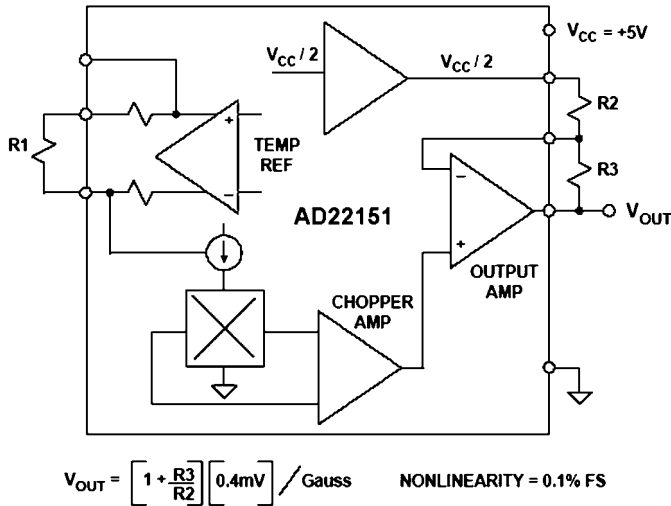 V_CC = +5V
V_CC / 2
V_CC / 2
R2
R1
+
TEMP
REF
−
R3
−
AD22151
V_OUT
+
OUTPUT
AMP
CHOPPER
AMP
V_OUT = [1 + R3/R2] [0.4mV] / Gauss
NONLINEARITY = 0.1% FS